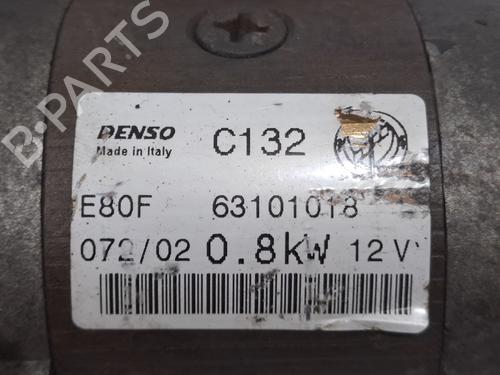 DENSO
Made in Italy
C132
E80F 63101018
072/02 0.8kW 12V
B-PARTS